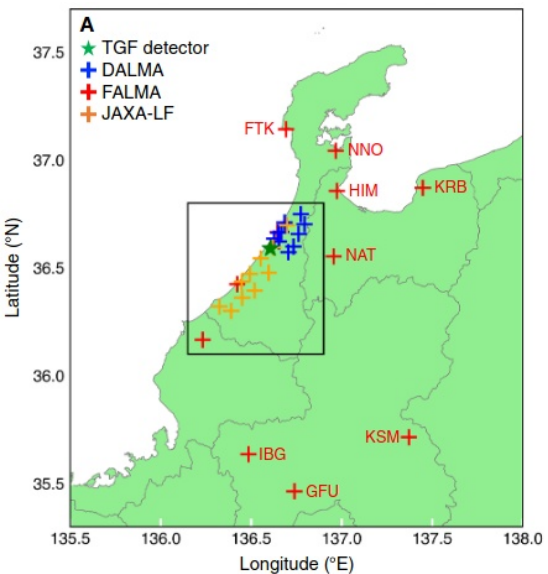 A
TGF detector
DALMA
FALMA
JAXA-LF
37.5
37.0
36.5
36.0
35.5
Latitude (°N)
FTK
NNO
HIM
KRB
NAT
KSM
IBG
GFU
135.5 136.0 136.5 137.0 137.5 138.0
Longitude (°E)